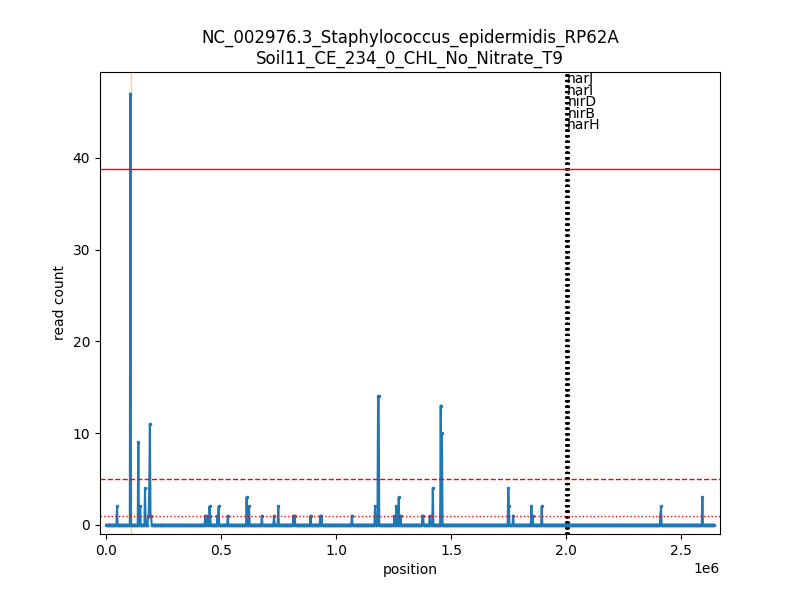 NC_002976.3_Staphylococcus_epidermidis_RP62A
Soil11_CE_234_0_CHL_No_Nitrate_T9
narJ
narI
nirD
nirB
narH
40
30
20
10
0
read count
0.0
0.5
1.0
1.5
2.0
2.5
1e6
position